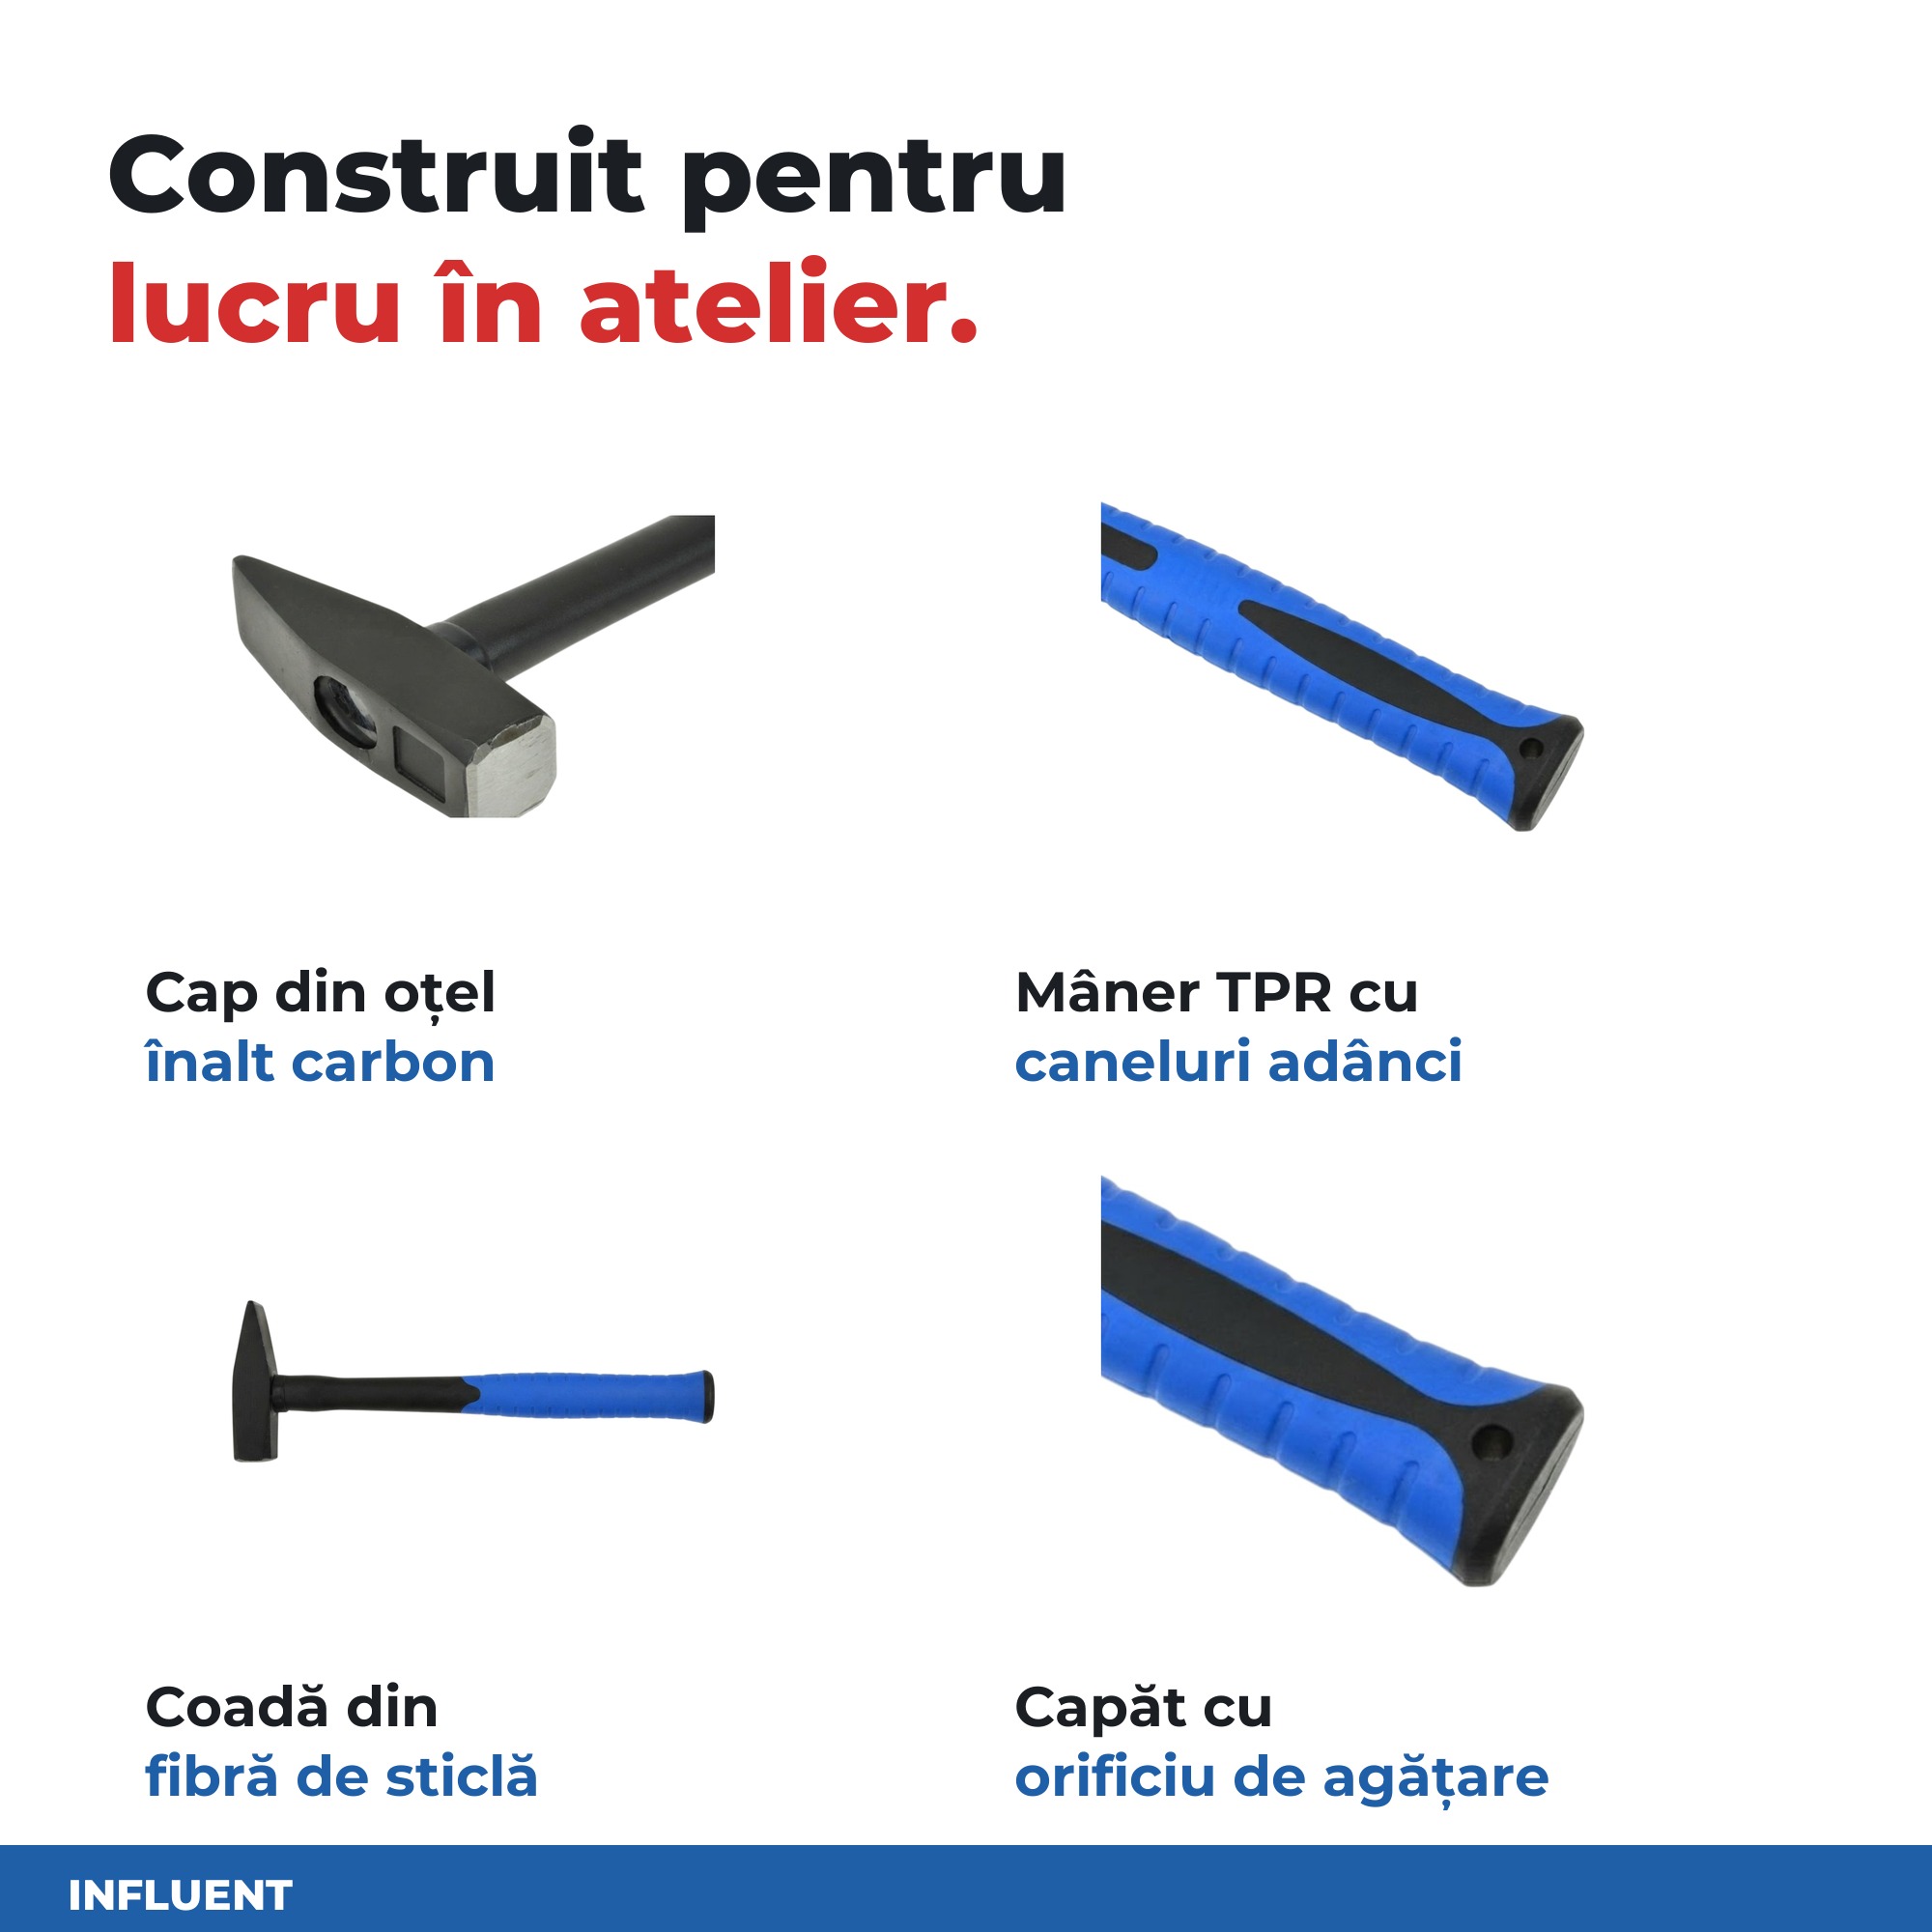 Construit pentru
lucru în atelier.
Cap din oțel
înalt carbon
Mâner TPR cu
caneluri adânci
Coadă din
fibră de sticlă
Capăt cu
orificiu de agățare
INFLUENT